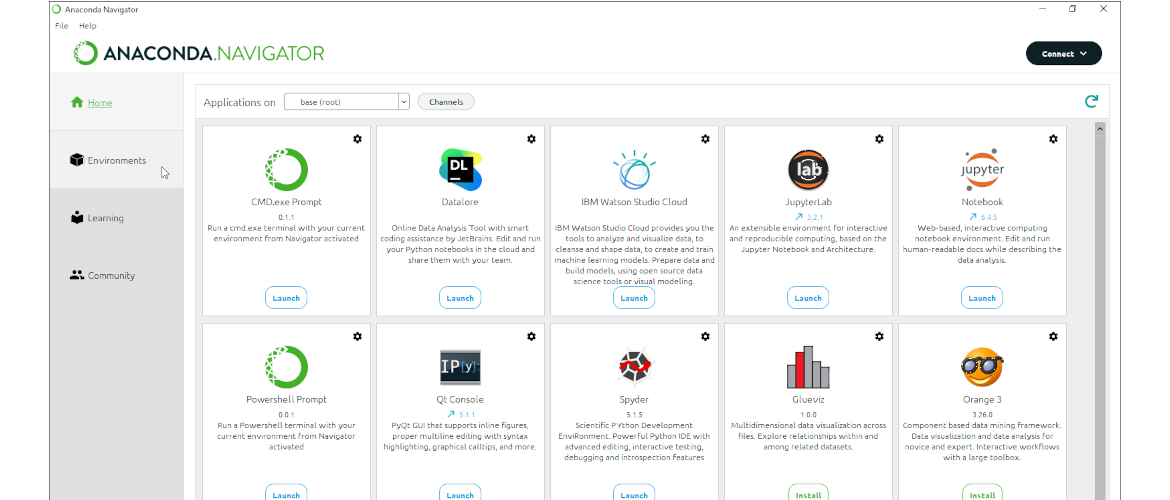 Anaconda Navigator
File Help
ANACONDA.NAVIGATOR
Connect
Home
Environments
Learning
Community
Applications on base (root) Channels
CMD.exe Prompt
0.1.1
Run a cmd.exe terminal with your current
environment from Navigator activated
Launch
DL
Datalore
Online Data Analysis Tool with smart
coding assistance by JetBrains. Edit and run
your Python notebooks in the cloud and
share them with your team.
Launch
IBM Watson Studio Cloud
IBM Watson Studio Cloud provides you the
tools to analyze and visualize data, to
cleanse and shape data, to create and train
machine learning models. Prepare data and
build models, using open source data
science tools or visual modeling.
Launch
lab
JupyterLab
3.2.1
An extensible environment for interactive
and reproducible computing, based on the
Jupyter Notebook and Architecture.
Launch
jupyter
Notebook
6.4.5
Web-based, interactive computing
notebook environment. Edit and run
human-readable docs while describing the
data analysis.
Launch
Powershell Prompt
0.0.1
Run a Powershell terminal with your
current environment from Navigator
activated
Launch
IP[y]:
Qt Console
5.1.1
PyQt GUI that supports inline figures,
proper multiline editing with syntax
highlighting, graphical calltips, and more.
Launch
Spyder
5.1.5
Scientific PYthon Development
EnviRonment. Powerful Python IDE with
advanced editing, interactive testing,
debugging and introspection features
Launch
Glueviz
1.0.0
Multidimensional data visualization across
files. Explore relationships within and
among related datasets.
Install
Orange 3
3.26.0
Component based data mining framework.
Data visualization and data analysis for
novice and expert. Interactive workflows
with a large toolbox.
Install